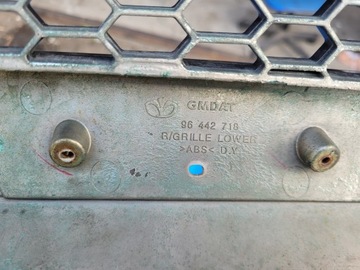 GMDAT
96 442 718
R/GRILLE LOWER
>ABS< D.Y.